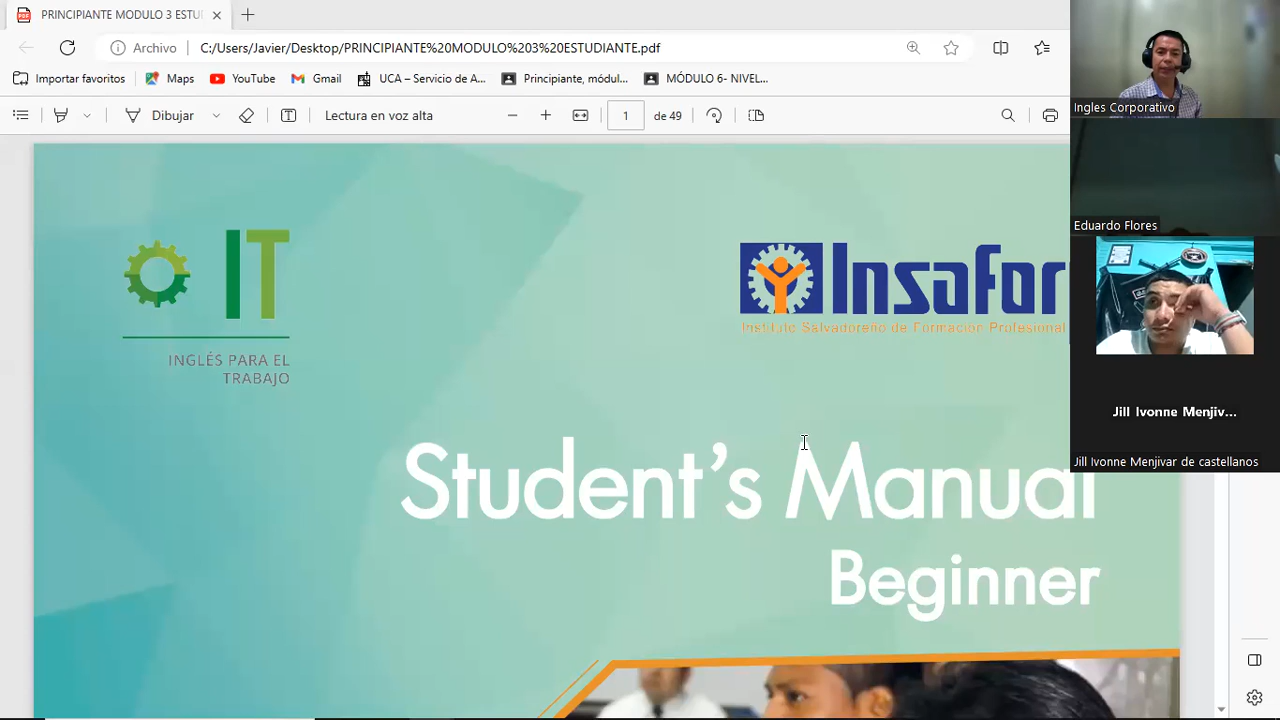 PRINCIPIANTE MODULO 3 ESTU
Archivo
C:/Users/Javier/Desktop/PRINCIPIANTE%20MODULO%203%20ESTUDIANTE.pdf
Importar favoritos
Maps
YouTube
Gmail
UCA – Servicio de A...
Principiante, módul...
MÓDULO 6- NIVEL...
Dibujar
Lectura en voz alta
1
de 49
IT
INGLÉS PARA EL
TRABAJO
Insafor
Instituto Salvadoreño de Formación Profesional
Student's Manual
Beginner
Ingles Corporativo
Eduardo Flores
Jill Ivonne Menjiv...
Jill Ivonne Menjivar de castellanos